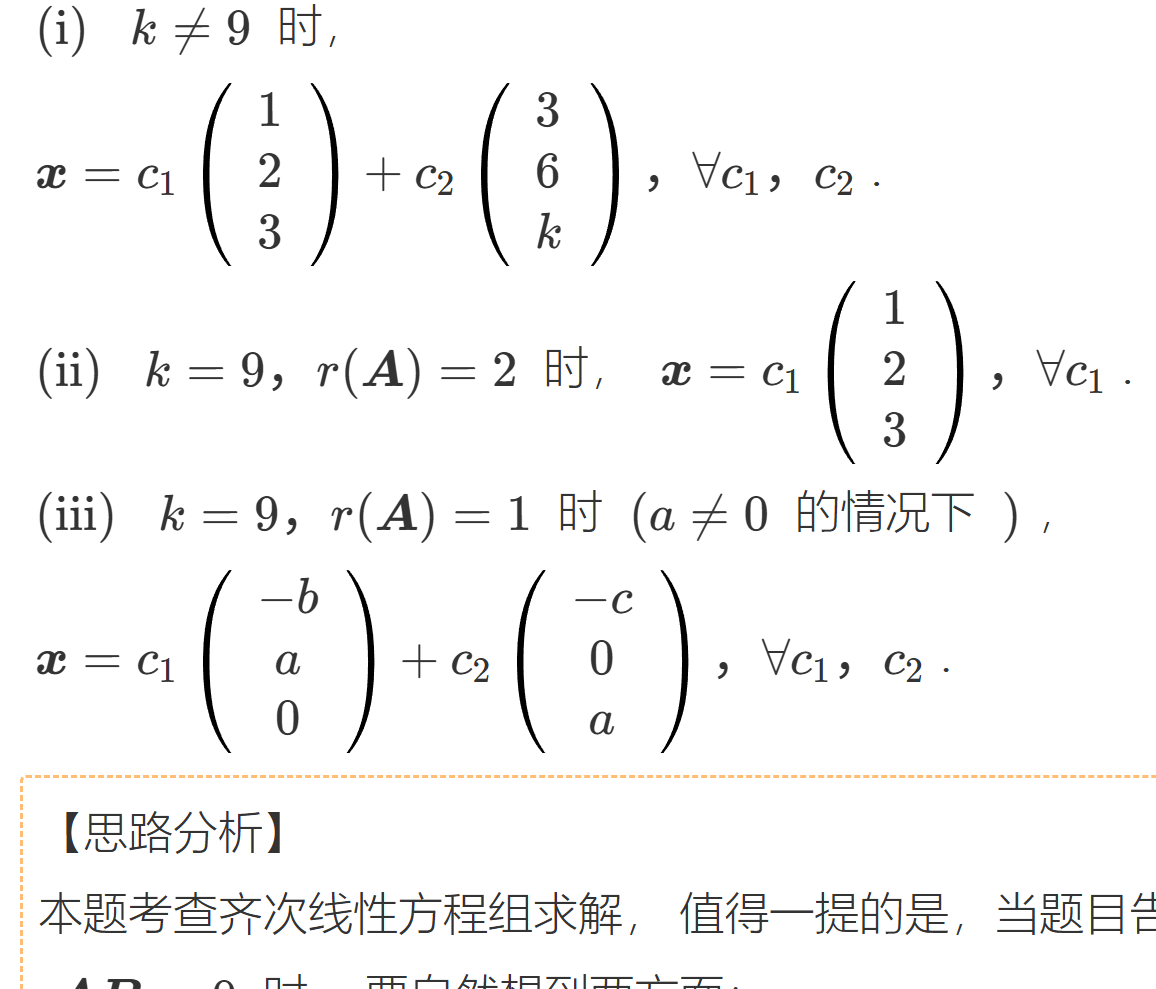 (i) k ≠ 9 时,
x = c₁ (1 2 3) + c₂ (3 6 k) , ∀c₁, c₂ .
(ii) k = 9, r(A) = 2 时, x = c₁ (1 2 3) , ∀c₁ .
(iii) k = 9, r(A) = 1 时 (a ≠ 0 的情况下 ) ,
x = c₁ (−b a 0) + c₂ (−c 0 a) , ∀c₁, c₂ .
【思路分析】
本题考查齐次线性方程组求解, 值得一提的是, 当题目告